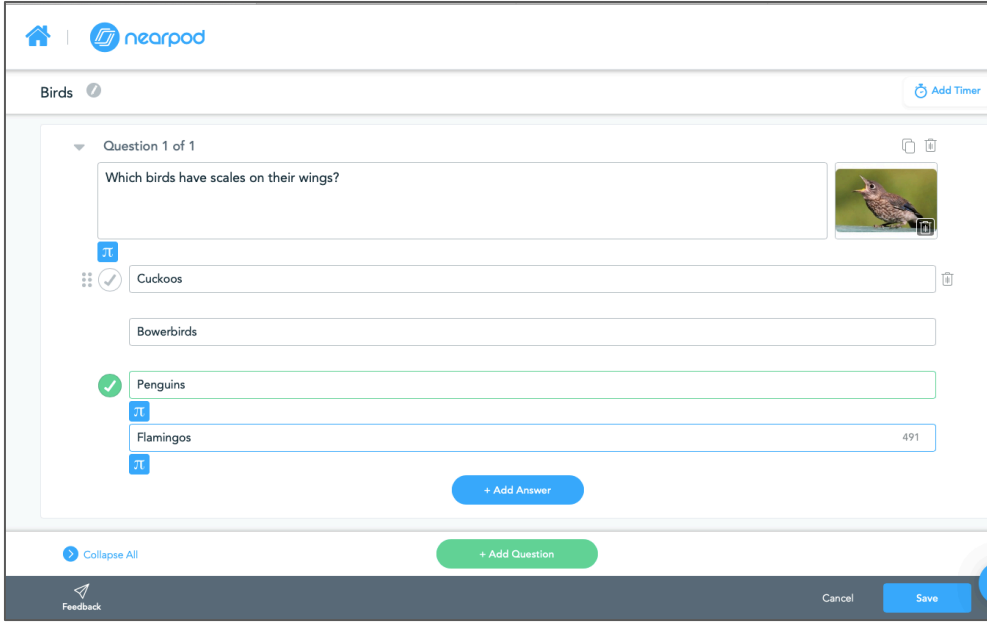 nearpod
Birds
Add Timer
Question 1 of 1
Which birds have scales on their wings?
π
Cuckoos
Bowerbirds
Penguins
π
Flamingos 491
π
+ Add Answer
Collapse All
+ Add Question
Feedback
Cancel
Save